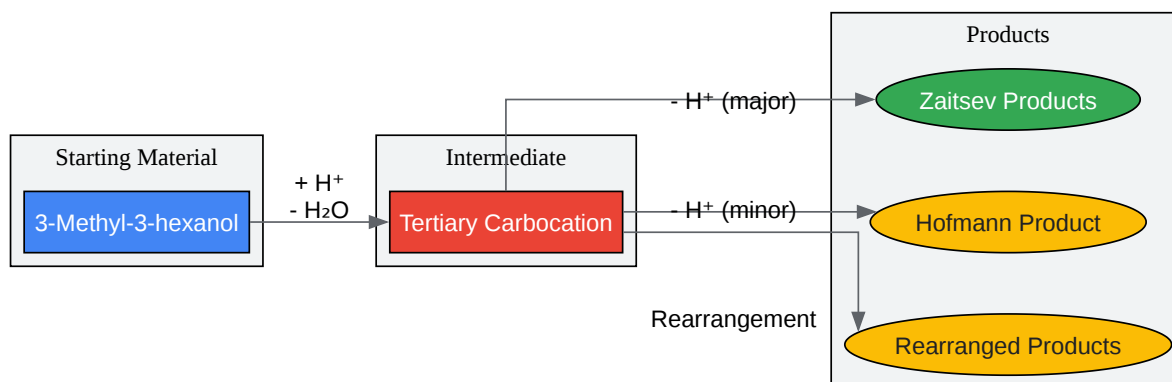 Products
- H⁺ (major)
Zaitsev Products
Starting Material
Intermediate
+ H⁺
- H₂O
3-Methyl-3-hexanol
Tertiary Carbocation
- H⁺ (minor)
Hofmann Product
Rearrangement
Rearranged Products